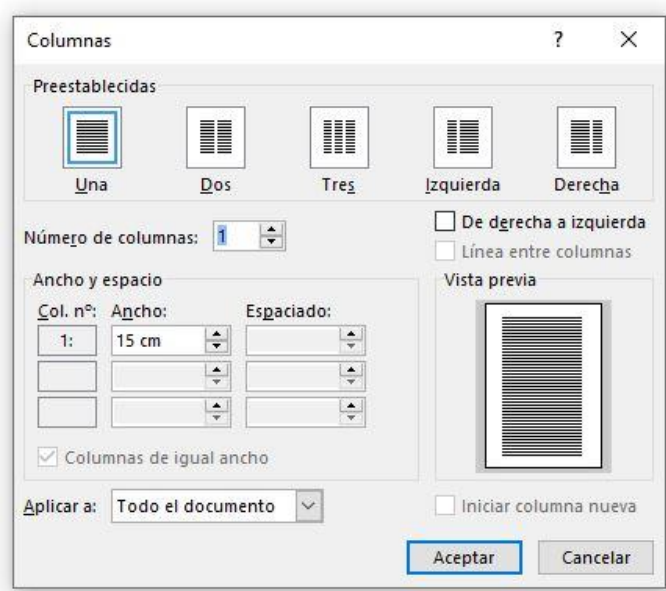 Columnas ?
Preestablecidas
Una Dos Tres Izquierda Derecha
Número de columnas: 1
De derecha a izquierda
Línea entre columnas
Ancho y espacio
Vista previa
Col. nº: Ancho: Espaciado:
1: 15 cm
Columnas de igual ancho
Aplicar a: Todo el documento
Iniciar columna nueva
Aceptar Cancelar